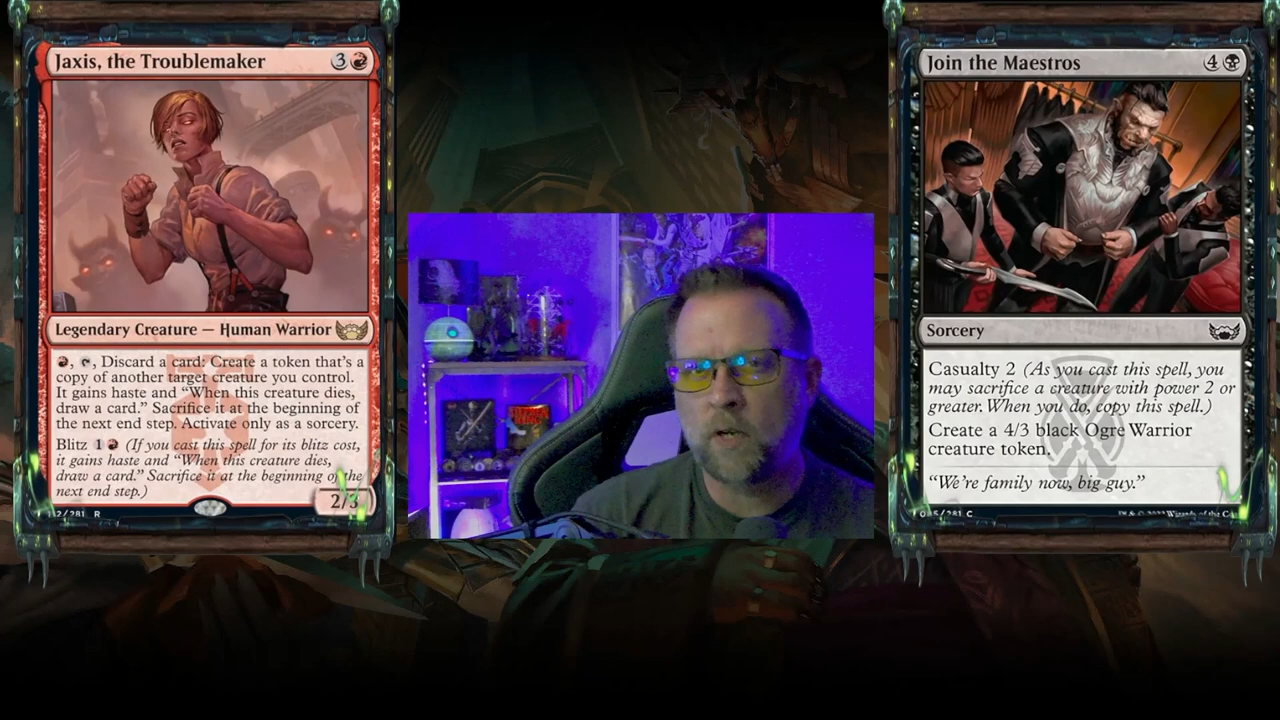 Jaxis, the Troublemaker 3
Legendary Creature — Human Warrior
, , Discard a card: Create a token that's a
copy of another target creature you control.
It gains haste and “When this creature dies,
draw a card.” Sacrifice it at the beginning of
the next end step. Activate only as a sorcery.
Blitz 1 (If you cast this spell for its blitz cost,
it gains haste and “When this creature dies,
draw a card.” Sacrifice it at the beginning of the
next end step.)
2/3
2/281 R
Join the Maestros 4
Sorcery
Casualty 2 (As you cast this spell, you
may sacrifice a creature with power 2 or
greater. When you do, copy this spell.)
Create a 4/3 black Ogre Warrior
creature token.
“We're family now, big guy.”
/281 C